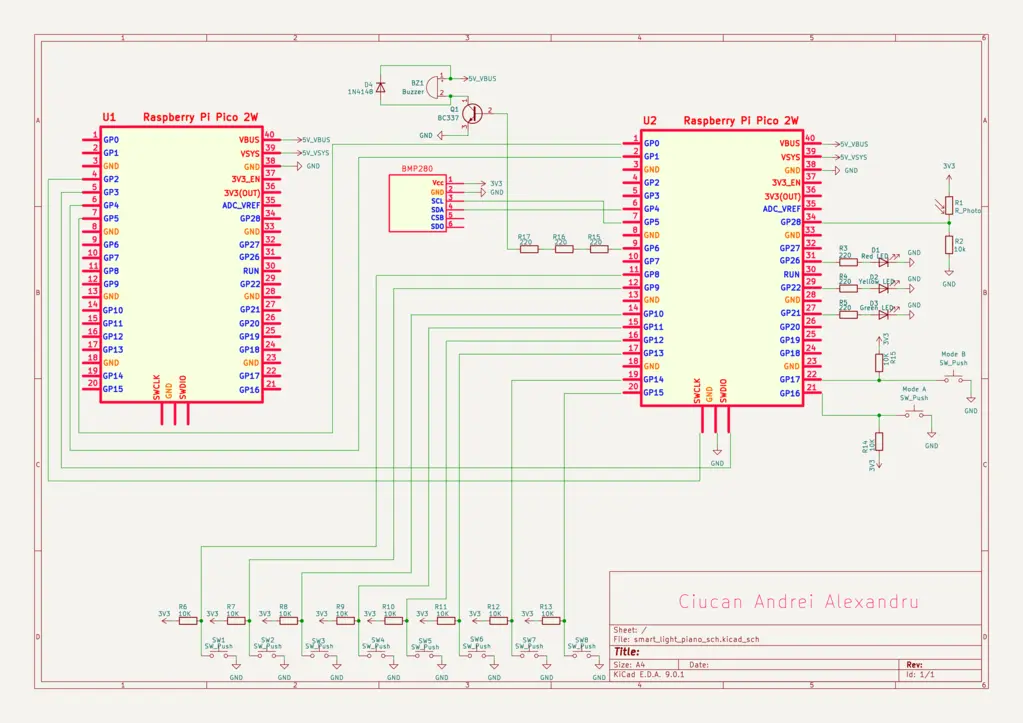 1 2 3 4 5 6
A
B
C
D
D4
1N4148
BZ1
Buzzer
1
2
5V_VBUS
Q1
BC337
1
2
3
GND
U1 Raspberry Pi Pico 2W
1 GP0 VBUS 40 5V_VBUS
2 GP1 VSYS 39 5V_VSYS
3 GND GND 38 GND
4 GP2 3V3_EN 37
5 GP3 3V3(OUT) 36
6 GP4 ADC_VREF 35
7 GP5 GP28 34
8 GND GND 33
9 GP6 GP27 32
10 GP7 GP26 31
11 GP8 RUN 30
12 GP9 GP22 29
13 GND GND 28
14 GP10 GP21 27
15 GP11 GP20 26
16 GP12 GP19 25
17 GP13 GP18 24
18 GND GND 23
19 GP14 GP17 22
20 GP15 GP16 21
SWCLK
GND
SWDIO
BMP280
Vcc 1 3V3
GND 2 GND
SCL 3
SDA 4
CSB 5
SDO 6
R17
220
R16
220
R15
220
U2 Raspberry Pi Pico 2W
1 GP0 VBUS 40 5V_VBUS
2 GP1 VSYS 39 5V_VSYS
3 GND GND 38 GND
4 GP2 3V3_EN 37
5 GP3 3V3(OUT) 36
6 GP4 ADC_VREF 35
7 GP5 GP28 34
8 GND GND 33
9 GP6 GP27 32
10 GP7 GP26 31
11 GP8 RUN 30
12 GP9 GP22 29
13 GND GND 28
14 GP10 GP21 27
15 GP11 GP20 26
16 GP12 GP19 25
17 GP13 GP18 24
18 GND GND 23
19 GP14 GP17 22
20 GP15 GP16 21
SWCLK
GND
SWDIO
GND
3V3
R1
R_Photo
R2
10k
GND
R3
220
D1
Red_LED
GND
R4
220
D2
Yellow_LED
GND
R5
220
D3
Green_LED
GND
3V3
R15
10K
Mode B
SW_Push
GND
Mode A
SW_Push
GND
R14
10K
3V3
3V3 R6
10K
3V3 R7
10K
3V3 R8
10K
3V3 R9
10K
3V3 R10
10K
3V3 R11
10K
3V3 R12
10K
3V3 R13
10K
SW1
SW_Push
GND
SW2
SW_Push
GND
SW3
SW_Push
GND
SW4
SW_Push
GND
SW5
SW_Push
GND
SW6
SW_Push
GND
SW7
SW_Push
GND
SW8
SW_Push
GND
Ciucan Andrei Alexandru
Sheet: /
File: smart_light_piano_sch.kicad_sch
Title:
Size: A4 Date: Rev:
KiCad E.D.A. 9.0.1 Id: 1/1
A
B
C
D
1 2 3 4 5 6